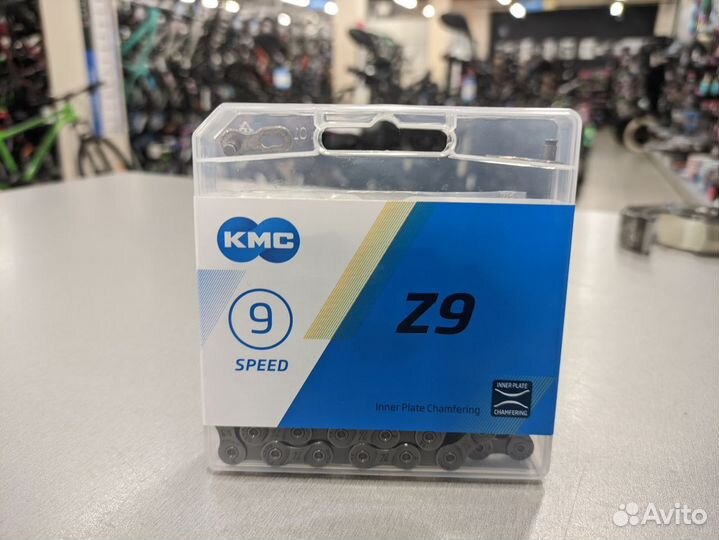 KMC
9
SPEED
Z9
Inner Plate Chamfering
INNER PLATE
CHAMFERING
Avito